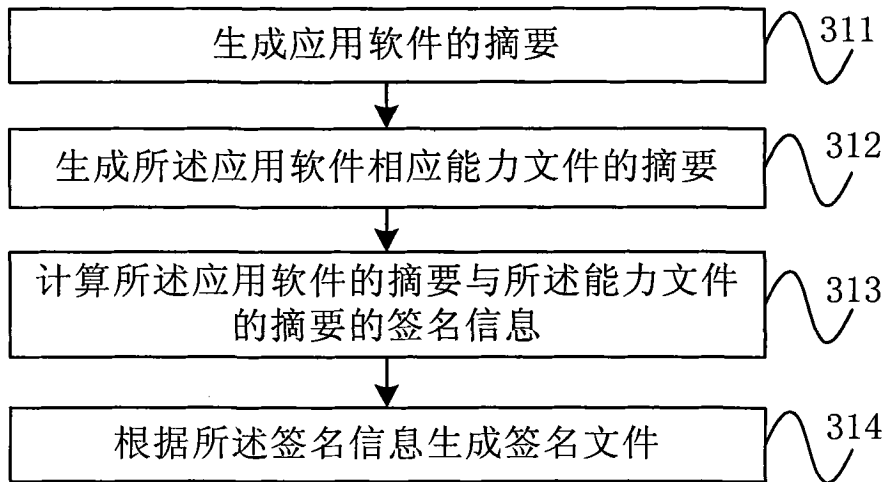 生成应用软件的摘要
311
生成所述应用软件相应能力文件的摘要
312
计算所述应用软件的摘要与所述能力文件
的摘要的签名信息
313
根据所述签名信息生成签名文件
314